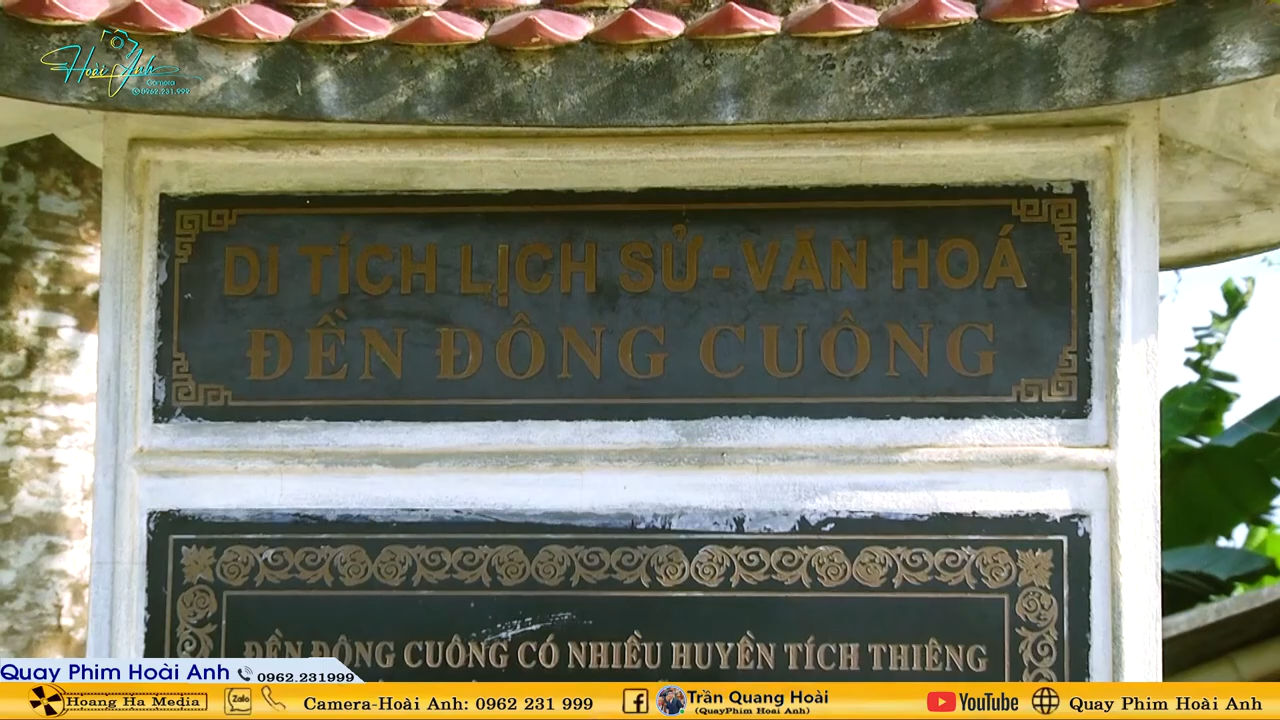 Hoài Anh
Camera
0962.231.999
DI TÍCH LỊCH SỬ - VĂN HOÁ
ĐỀN ĐÔNG CUÔNG
ĐỀN ĐÔNG CUÔNG CÓ NHIỀU HUYỀN TÍCH THIÊNG
Quay Phim Hoài Anh 0962.231999
Hoang Ha Media Zalo Camera-Hoài Anh: 0962 231 999 Trần Quang Hoài YouTube Quay Phim Hoài Anh
(QuayPhim Hoài Anh)